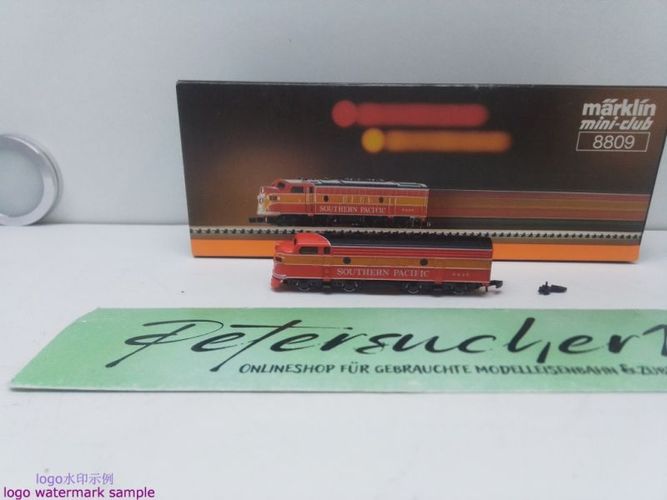 märklin
mini-club
8809
SOUTHERN PACIFIC
SOUTHERN PACIFIC
Petersucher
ONLINESHOP FÜR GEBRAUCHTE MODELLEISENBAHN &
logo水印示例
logo watermark sample